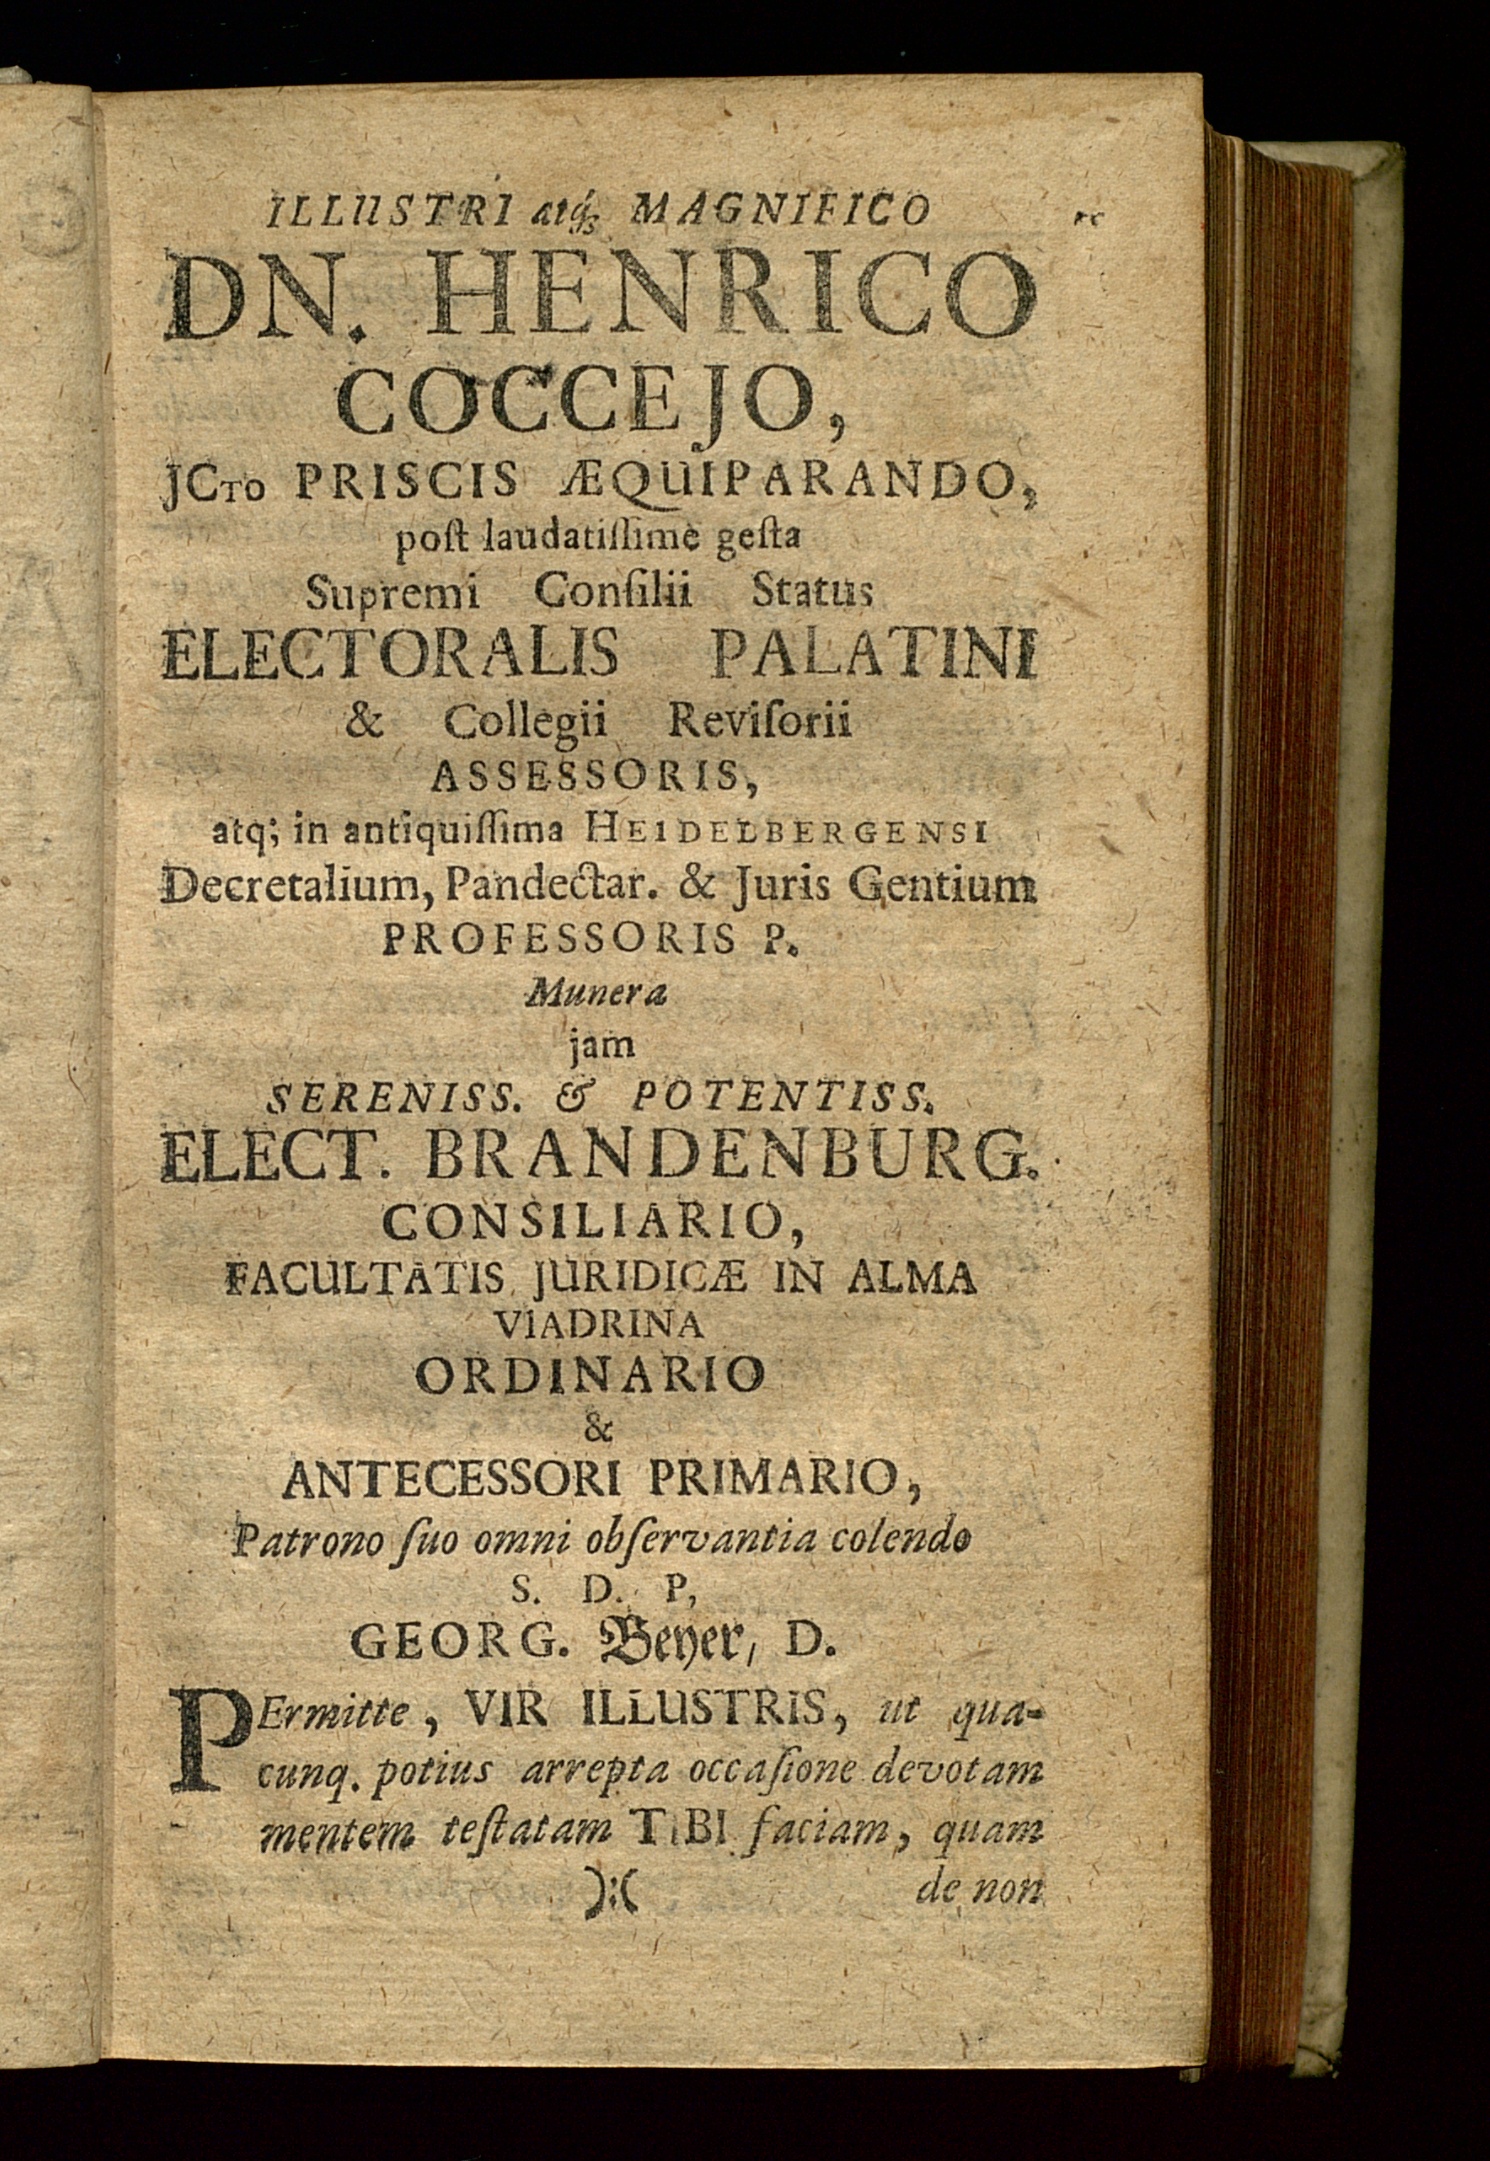 ILLUSTRI atq́; MAGNIFICO
DN. HENRICO
COCCEJO,
JCTO PRISCIS ÆQUIPARANDO,
poſt laudatiſſimè geſta
Supremi Conſilii Status
ELECTORALIS PALATINI
& Collegii Reviſorii
ASSESSORIS,
atq; in antiquiſſima HEIDELBERGENSI
Decretalium, Pandectar. & Juris Gentium
PROFESSORIS P.
Munera
jam
SERENISS. & POTENTISS.
ELECT. BRANDENBURG.
CONSILIARIO,
FACULTATIS JURIDICÆ IN ALMA
VIADRINA
ORDINARIO
&
ANTECESSORI PRIMARIO,
Patrono ſuo omni obſervantia colendo
S. D. P,
GEORG. Beyer, D.
PErmitte, VIR ILLUSTRIS, ut qua-
cunq. potius arrepta occaſione devotam
mentem teſtatam TIBI faciam, quam
):( de non